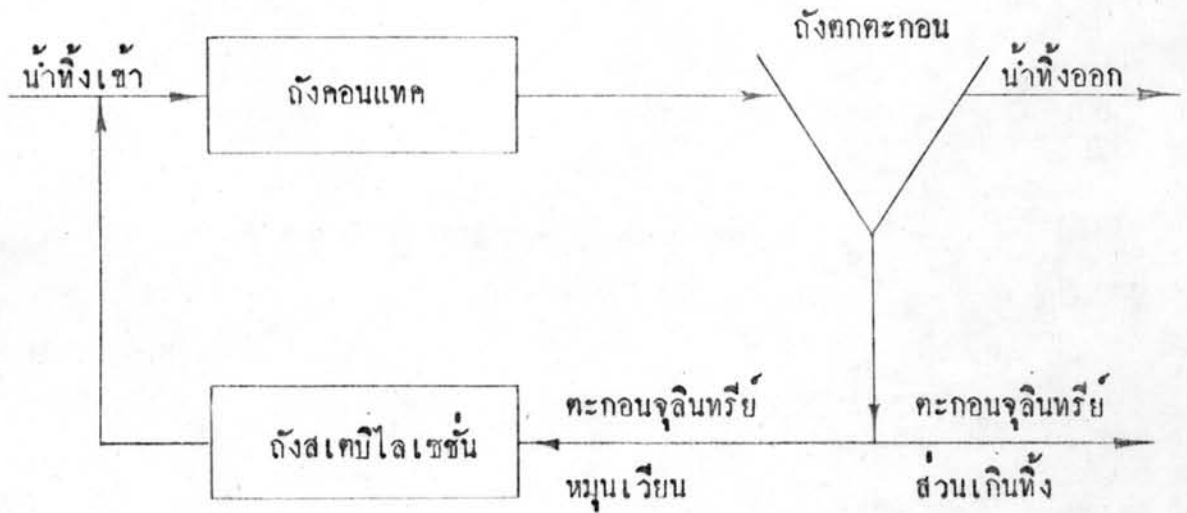 ถังตกตะกอน
น้ำทิ้งเข้า
ถังคอนแทค
น้ำทิ้งออก
ตะกอนจุลินทรีย์
ตะกอนจุลินทรีย์
ถังสเตบิไลเซชั่น
หมุนเวียน
ส่วนเกินทิ้ง